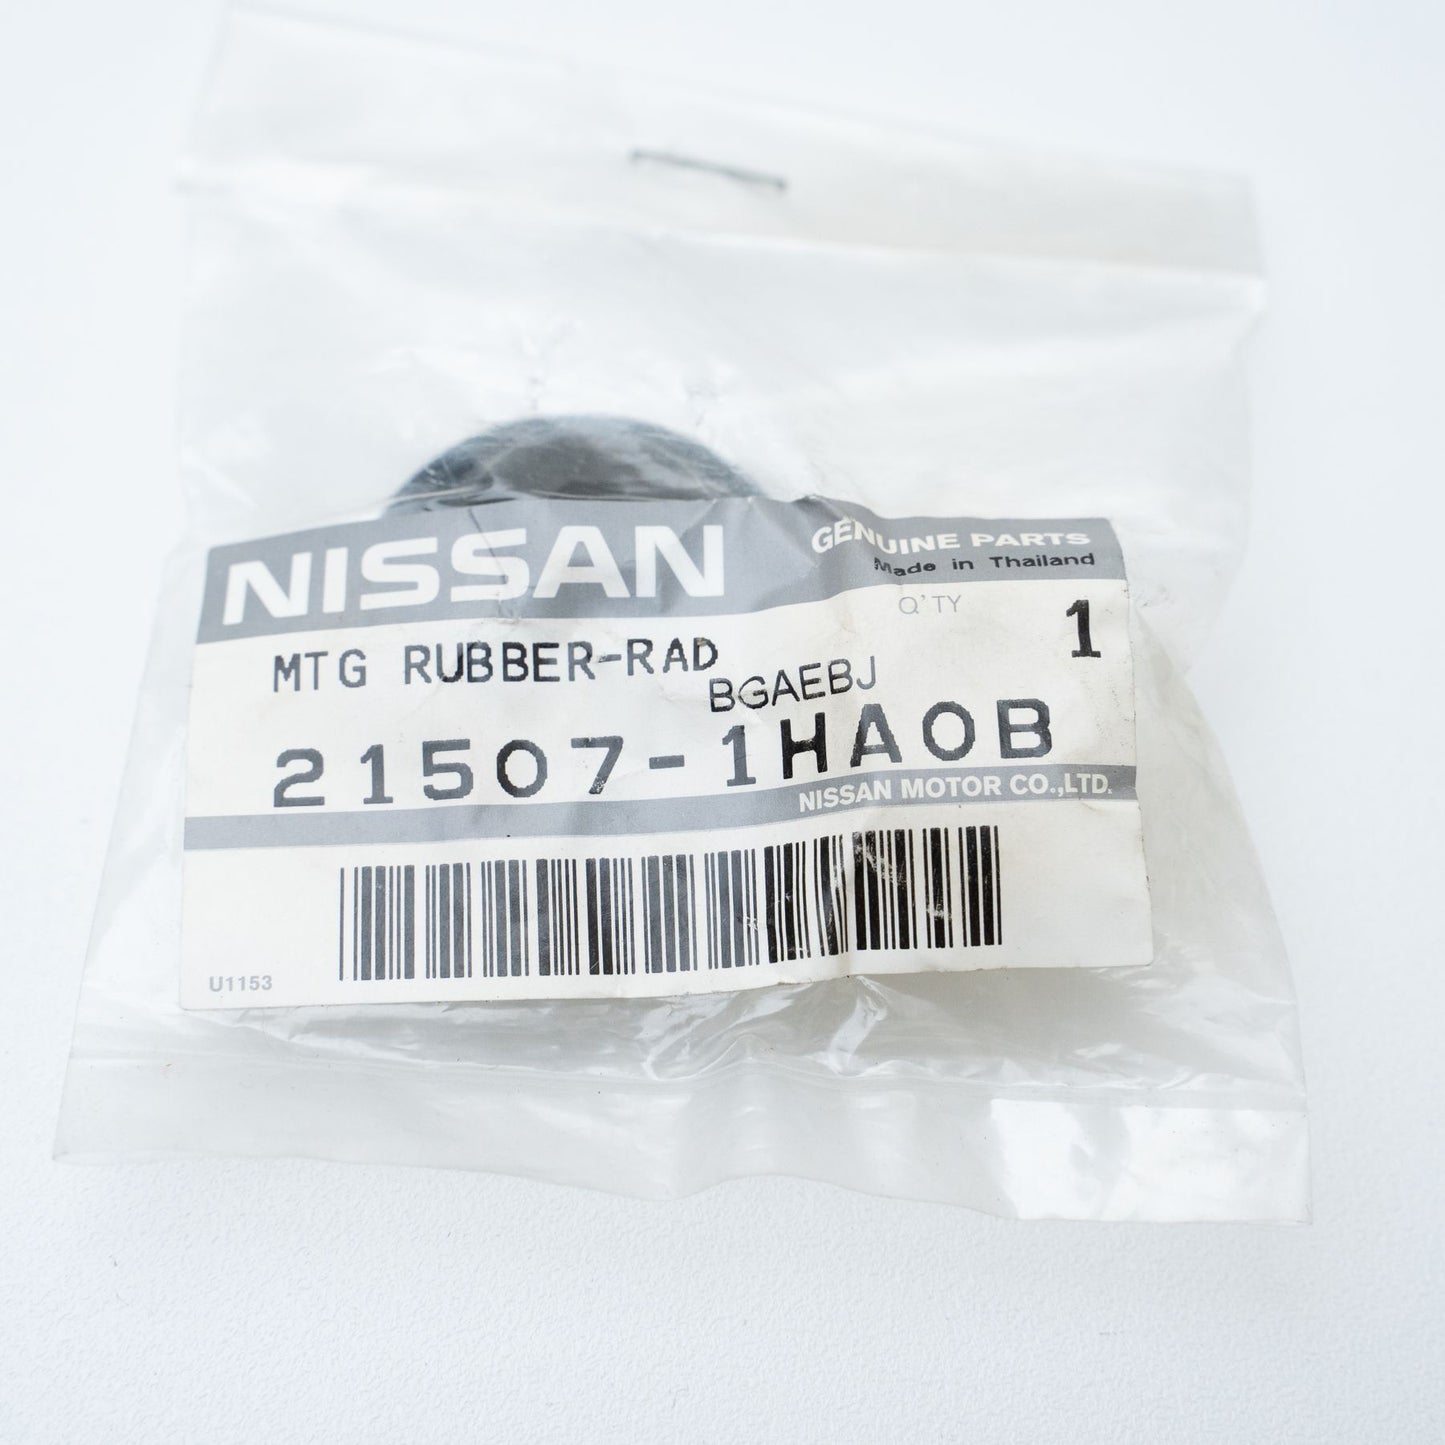 NISSAN GENUINE PARTS
Made in Thailand
Q'TY 1
MTG RUBBER-RAD
BGAEBJ
21507-1HA0B
NISSAN MOTOR CO.,LTD.
U1153